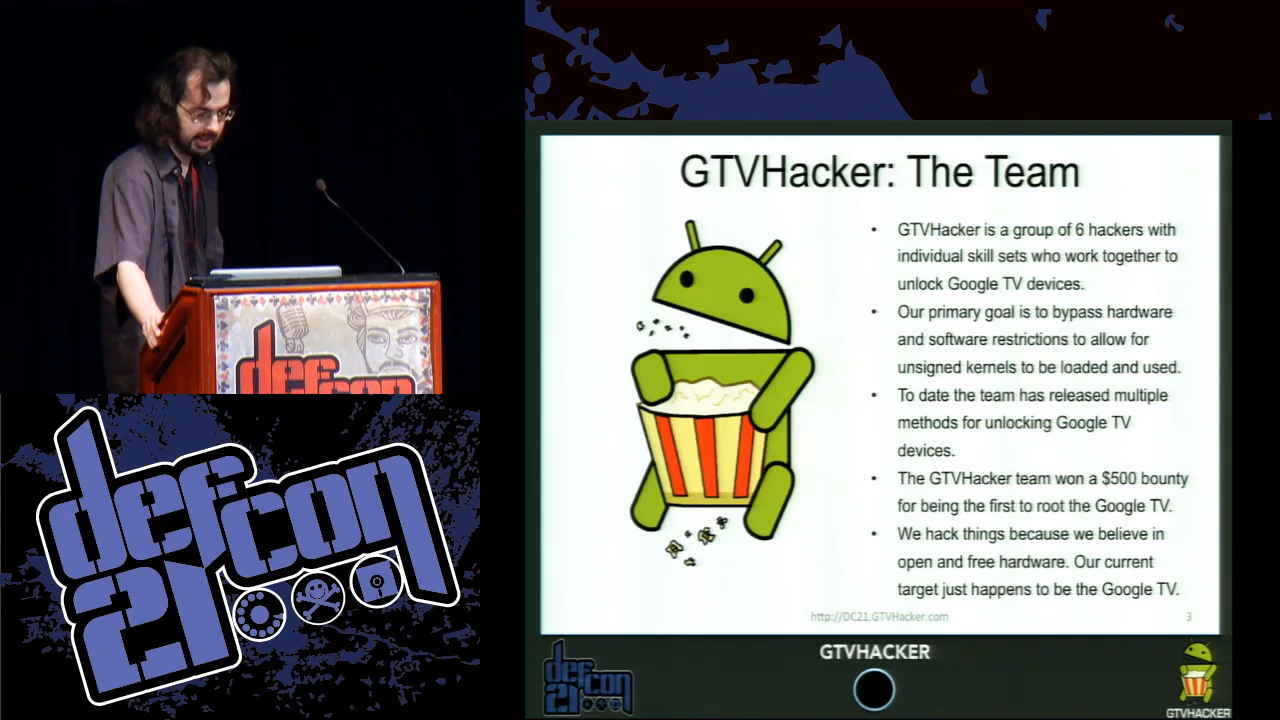 GTVHacker: The Team
• GTVHacker is a group of 6 hackers with
individual skill sets who work together to
unlock Google TV devices.
• Our primary goal is to bypass hardware
and software restrictions to allow for
unsigned kernels to be loaded and used.
• To date the team has released multiple
methods for unlocking Google TV
devices.
• The GTVHacker team won a $500 bounty
for being the first to root the Google TV.
• We hack things because we believe in
open and free hardware. Our current
target just happens to be the Google TV.
http://DC21.GTVHacker.com
3
defcon
defcon
21
GTVHACKER
defcon
21
GTVHACKER